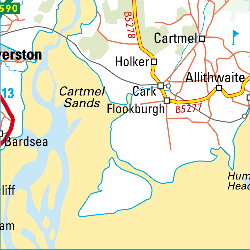 590
B5278
Cartmel
Holker
verston
Allithwaite
13
Cartmel
Sands
Cark
Flookburgh
B5277
Bardsea
Hum
Head
liff
am